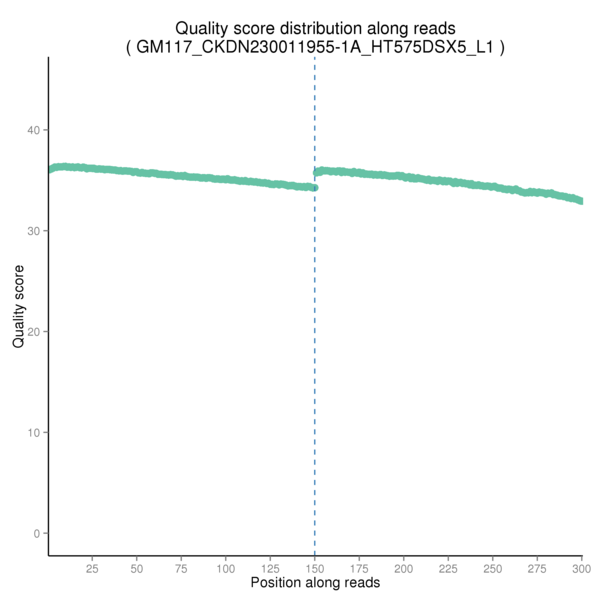 Quality score distribution along reads
( GM117_CKDN230011955-1A_HT575DSX5_L1 )
Quality score
40
30
20
10
0
25 50 75 100 125 150 175 200 225 250 275 300
Position along reads